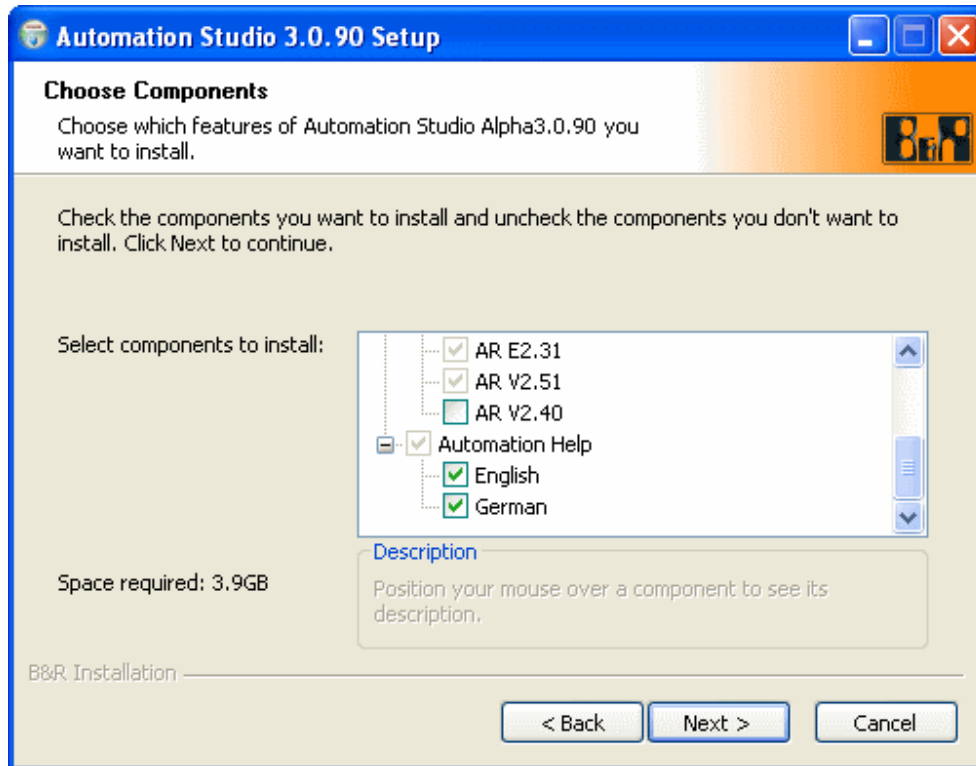 Automation Studio 3.0.90 Setup
Choose Components
Choose which features of Automation Studio Alpha3.0.90 you
want to install.
B&R
Check the components you want to install and uncheck the components you don't want to
install. Click Next to continue.
Select components to install:
AR E2.31
AR V2.51
AR V2.40
Automation Help
English
German
Space required: 3.9GB
Description
Position your mouse over a component to see its
description.
B&R Installation
< Back
Next >
Cancel